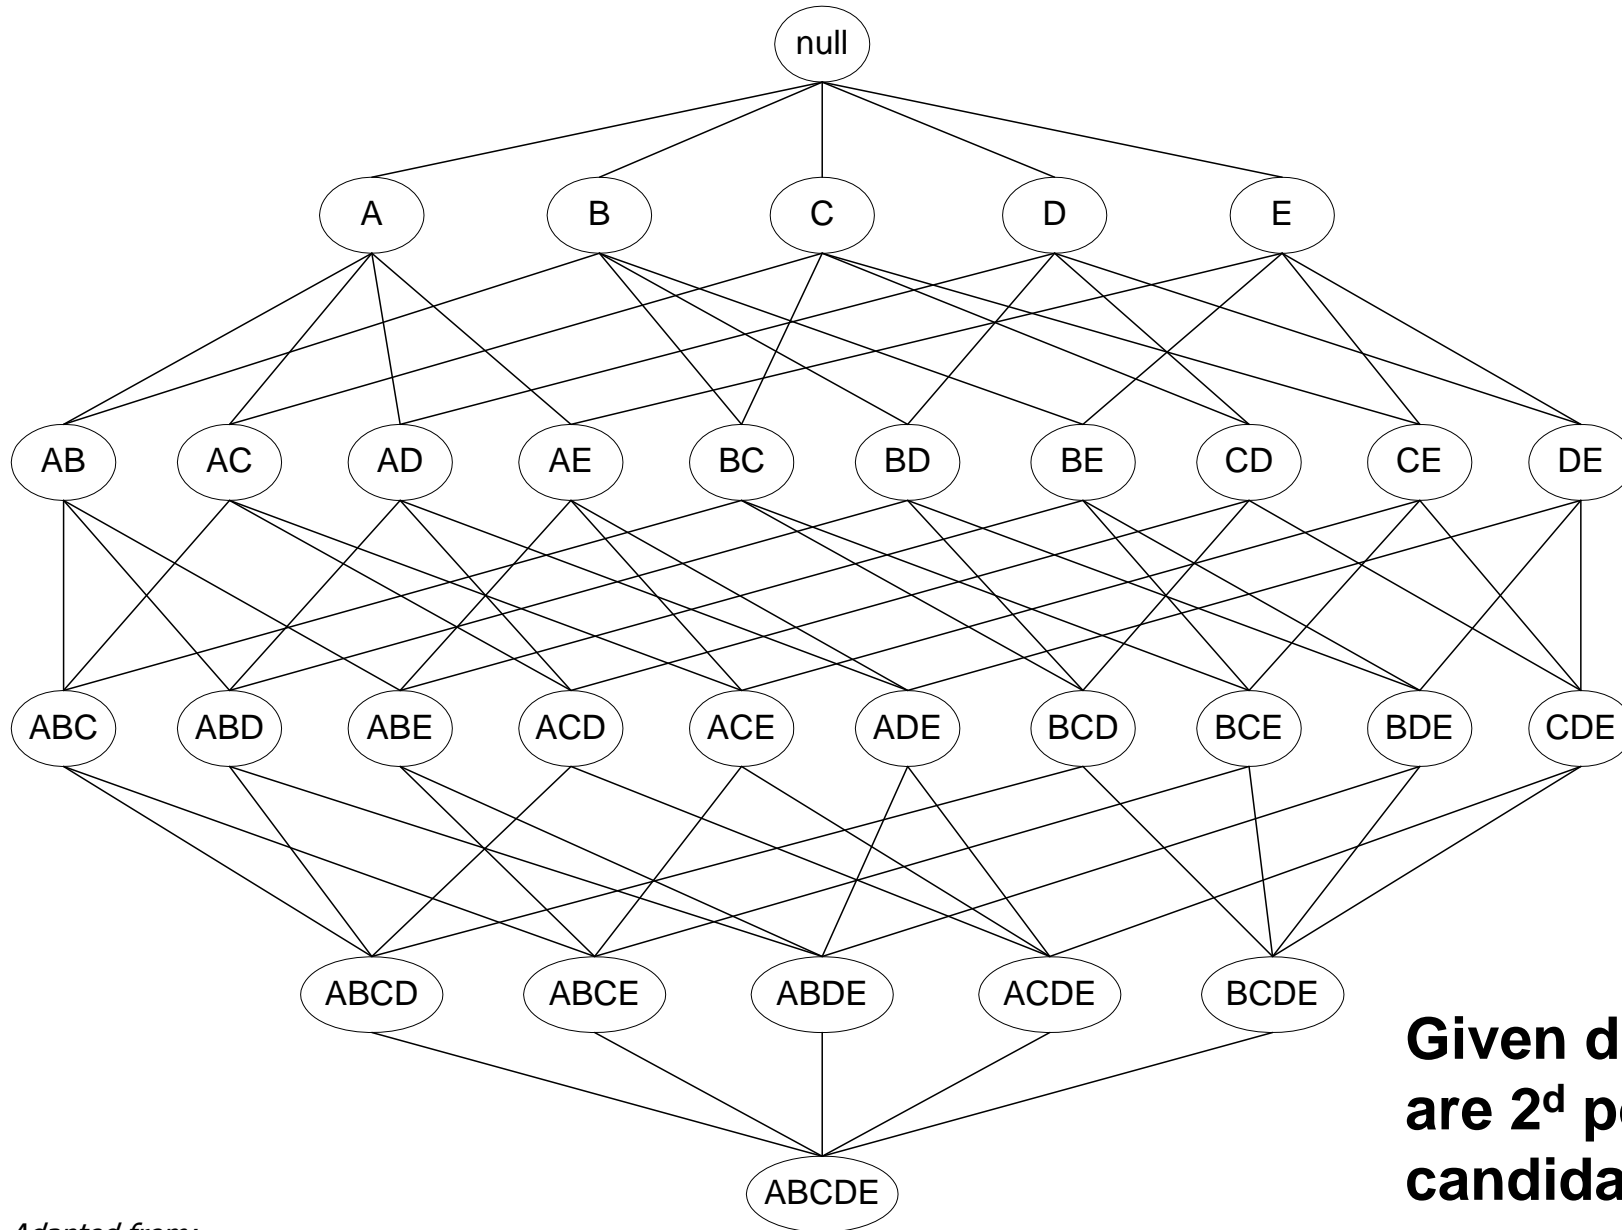 null
A B C D E
AB AC AD AE BC BD BE CD CE DE
ABC ABD ABE ACD ACE ADE BCD BCE BDE CDE
ABCD ABCE ABDE ACDE BCDE
Given
are 2ᵈ
ABCDE